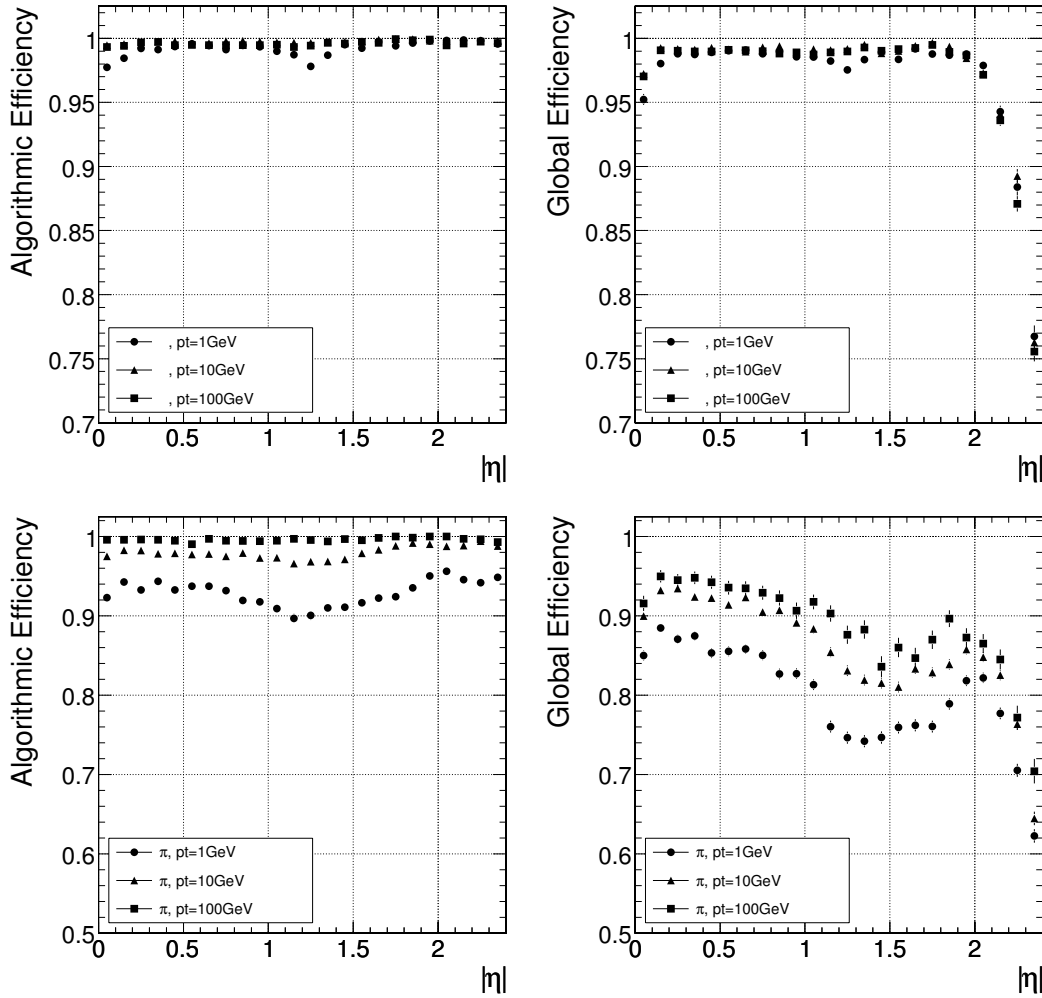 Algorithmic Efficiency
1
0.95
0.9
0.85
0.8
0.75
0.7
, pt=1GeV
, pt=10GeV
, pt=100GeV
0 0.5 1 1.5 2
|η|
Global Efficiency
1
0.95
0.9
0.85
0.8
0.75
0.7
, pt=1GeV
, pt=10GeV
, pt=100GeV
0 0.5 1 1.5 2
|η|
Algorithmic Efficiency
1
0.9
0.8
0.7
0.6
0.5
π, pt=1GeV
π, pt=10GeV
π, pt=100GeV
0 0.5 1 1.5 2
|η|
Global Efficiency
1
0.9
0.8
0.7
0.6
0.5
π, pt=1GeV
π, pt=10GeV
π, pt=100GeV
0 0.5 1 1.5 2
|η|